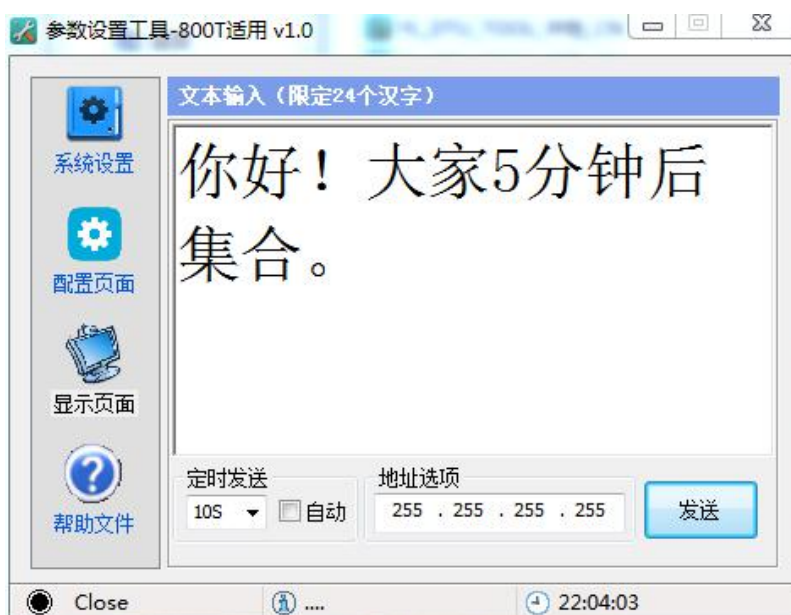 参数设置工具-800T适用 v1.0
文本输入（限定24个汉字）
系统设置
配置页面
显示页面
帮助文件
你好！大家5分钟后
集合。
定时发送
10S
自动
地址选项
255 . 255 . 255 . 255
发送
Close
....
22:04:03